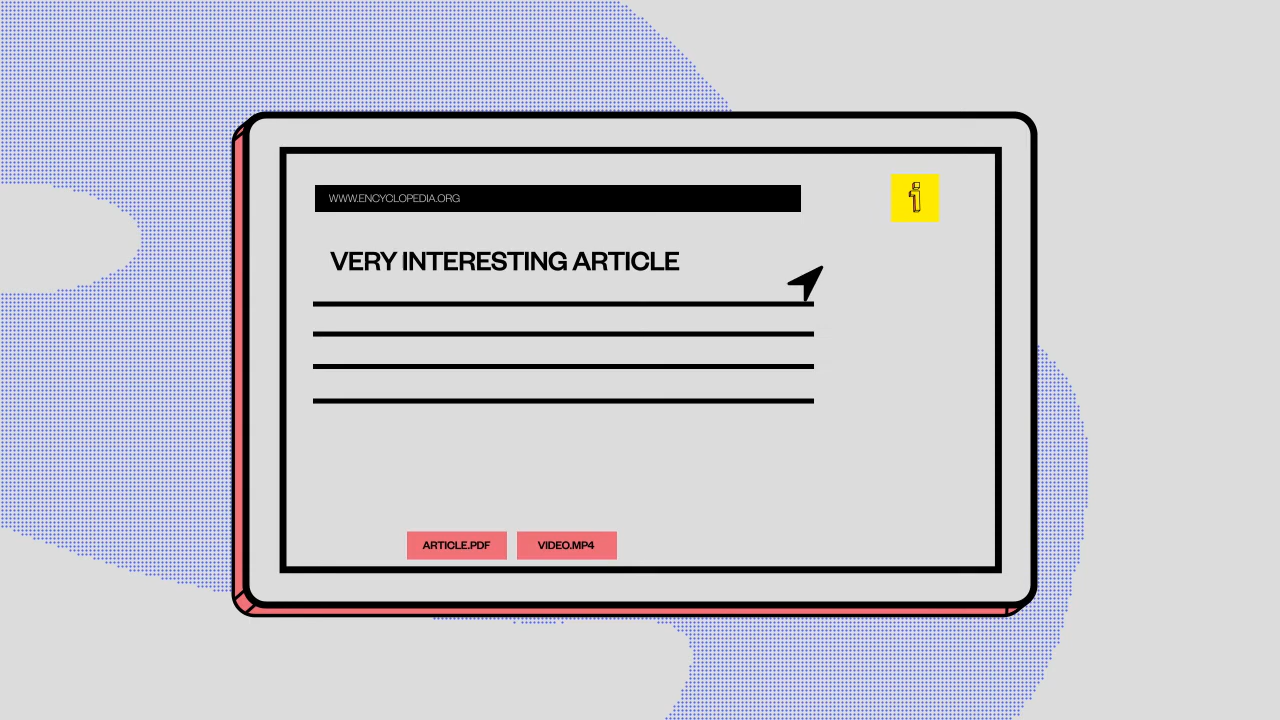 WWW.ENCYCLOPEDIA.ORG
i
VERY INTERESTING ARTICLE
ARTICLE.PDF
VIDEO.MP4